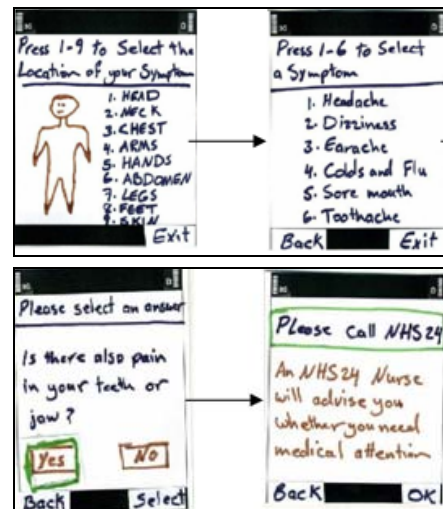 Press 1-9 to Select the
Location of your Symptom
1. HEAD
2. NECK
3. CHEST
4. ARMS
5. HANDS
6. ABDOMEN
7. LEGS
8. FEET
9. SKIN
Exit
Press 1-6 to Select
a Symptom
1. Headache
2. Dizziness
3. Earache
4. Colds and Flu
5. Sore mouth
6. Toothache
Back Exit
Please select an answer
Is there also pain
in your teeth or
jaw?
Yes No
Back Select
Please call NHS24
An NHS24 Nurse
will advise you
whether you need
medical attention
Back OK